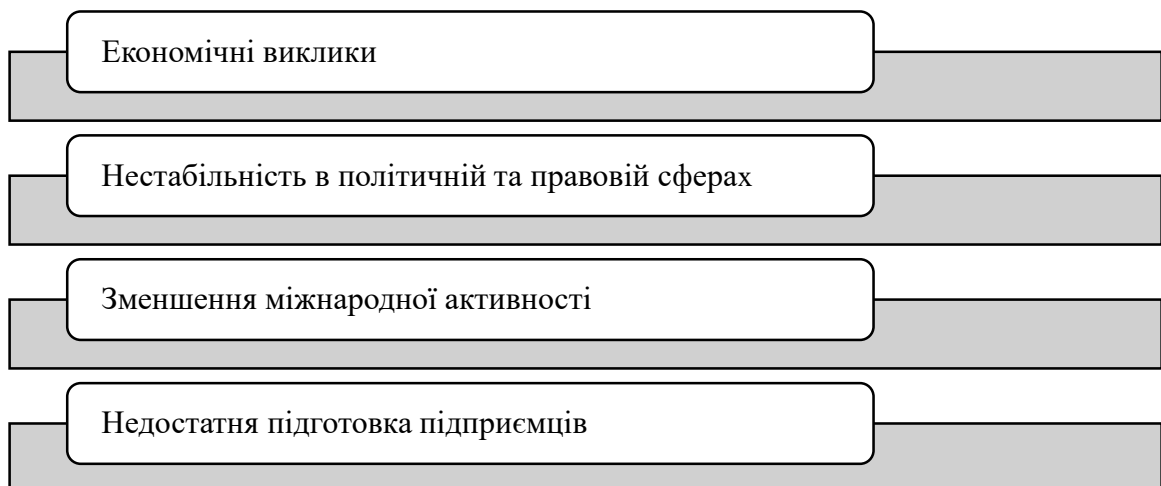 Економічні виклики
Нестабільність в політичній та правовій сферах
Зменшення міжнародної активності
Недостатня підготовка підприємців